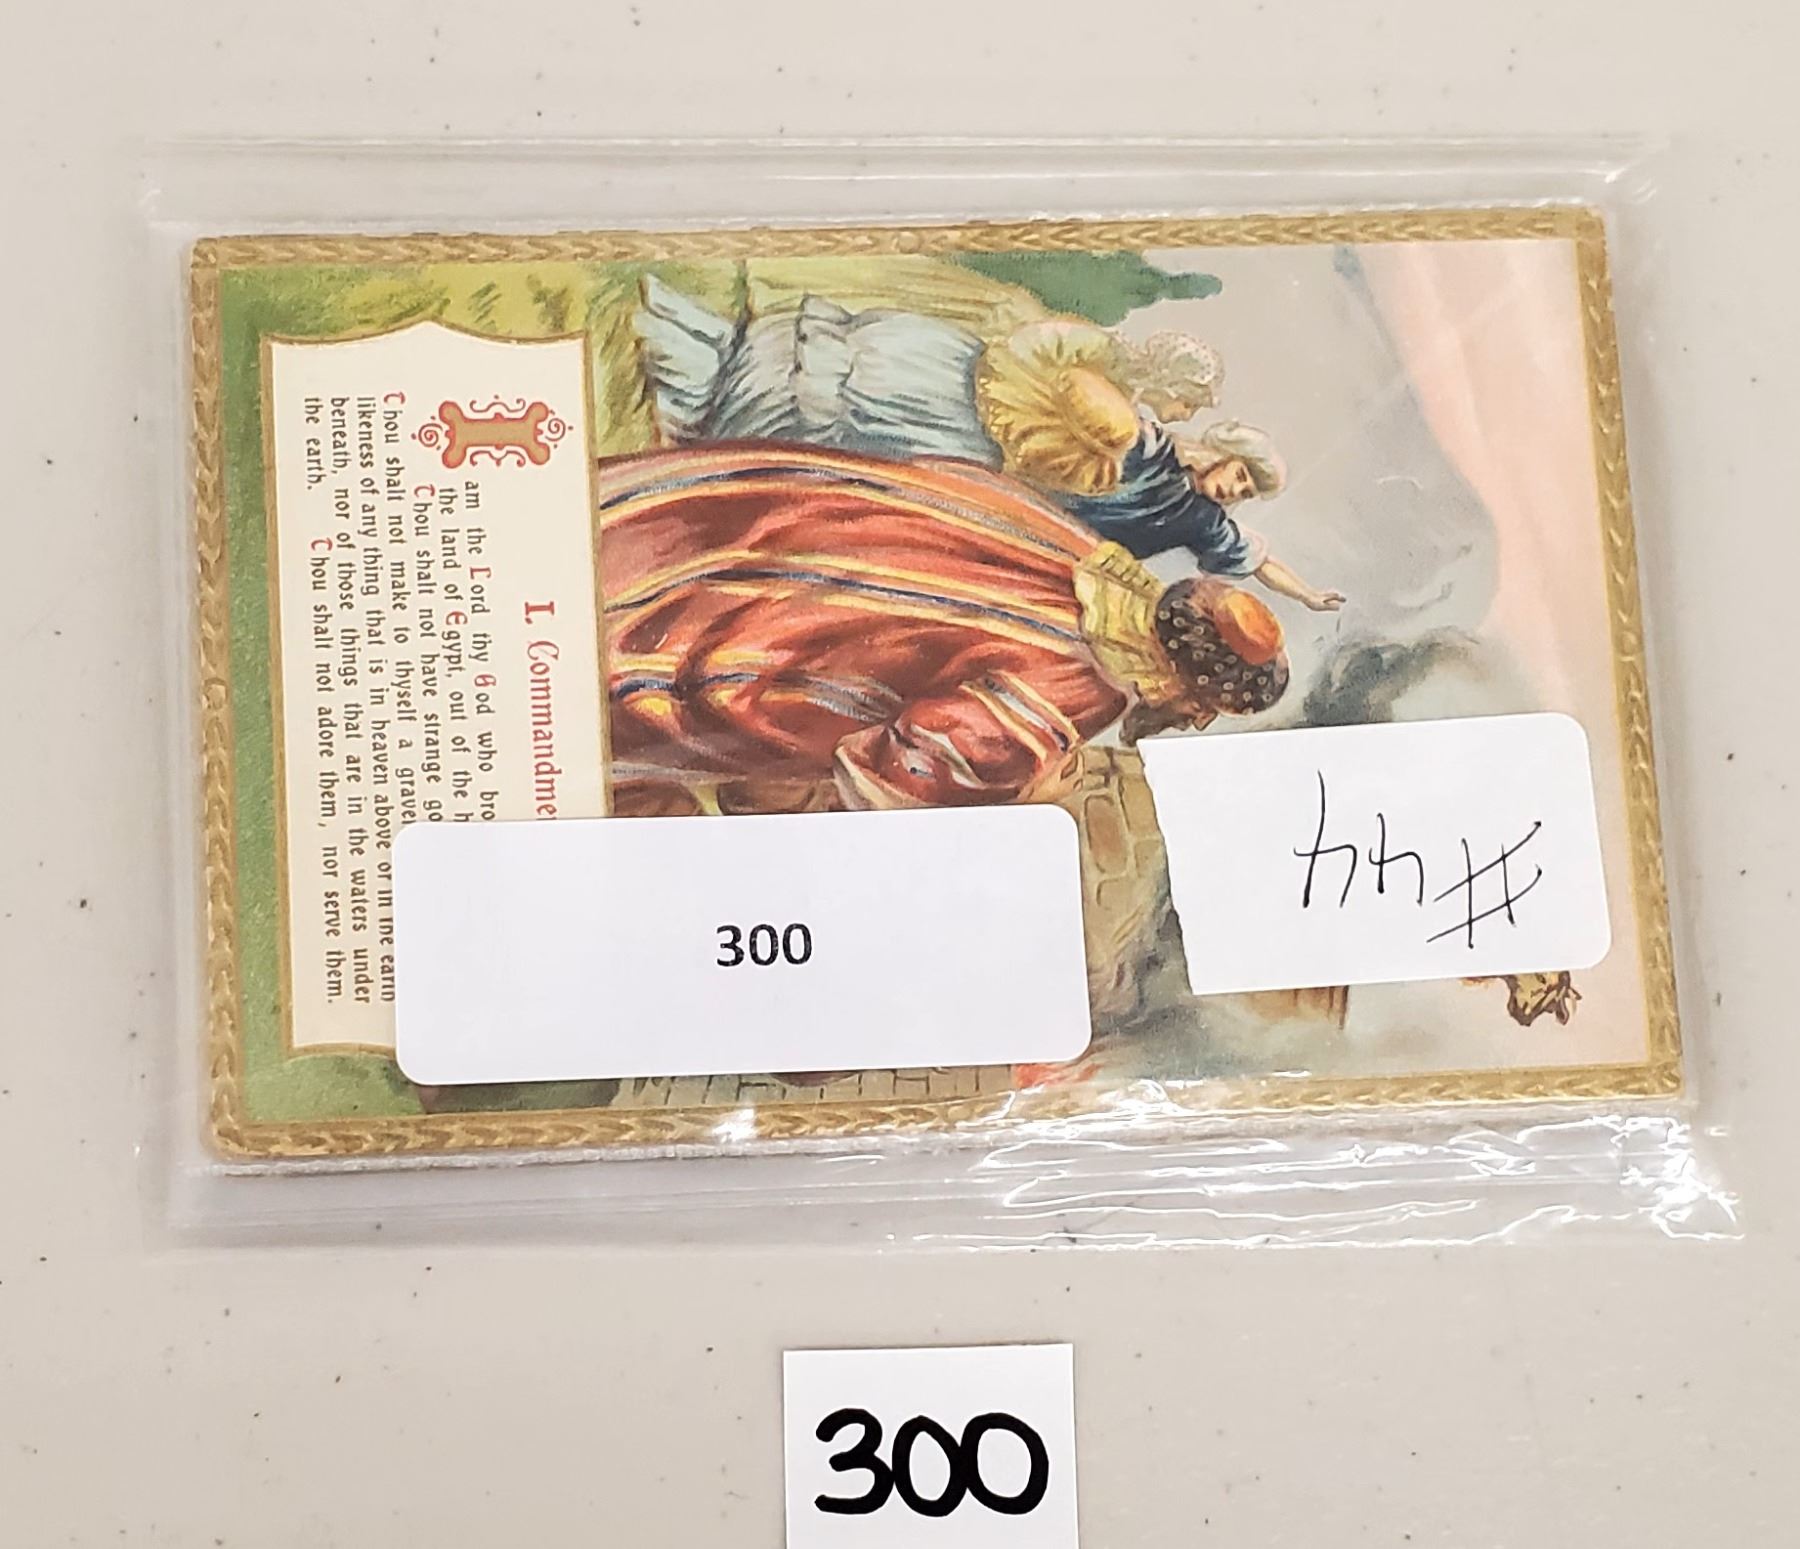 I. Commandme
I am the Lord thy God who bro
the land of Egypt, out of the h
Thou shalt not have strange go
Thou shalt not make to thyself a grave
likeness of any thing that is in heaven above or in the earth
beneath, nor of those things that are in the waters under
the earth. Thou shalt not adore them, nor serve them.
#44
300
300